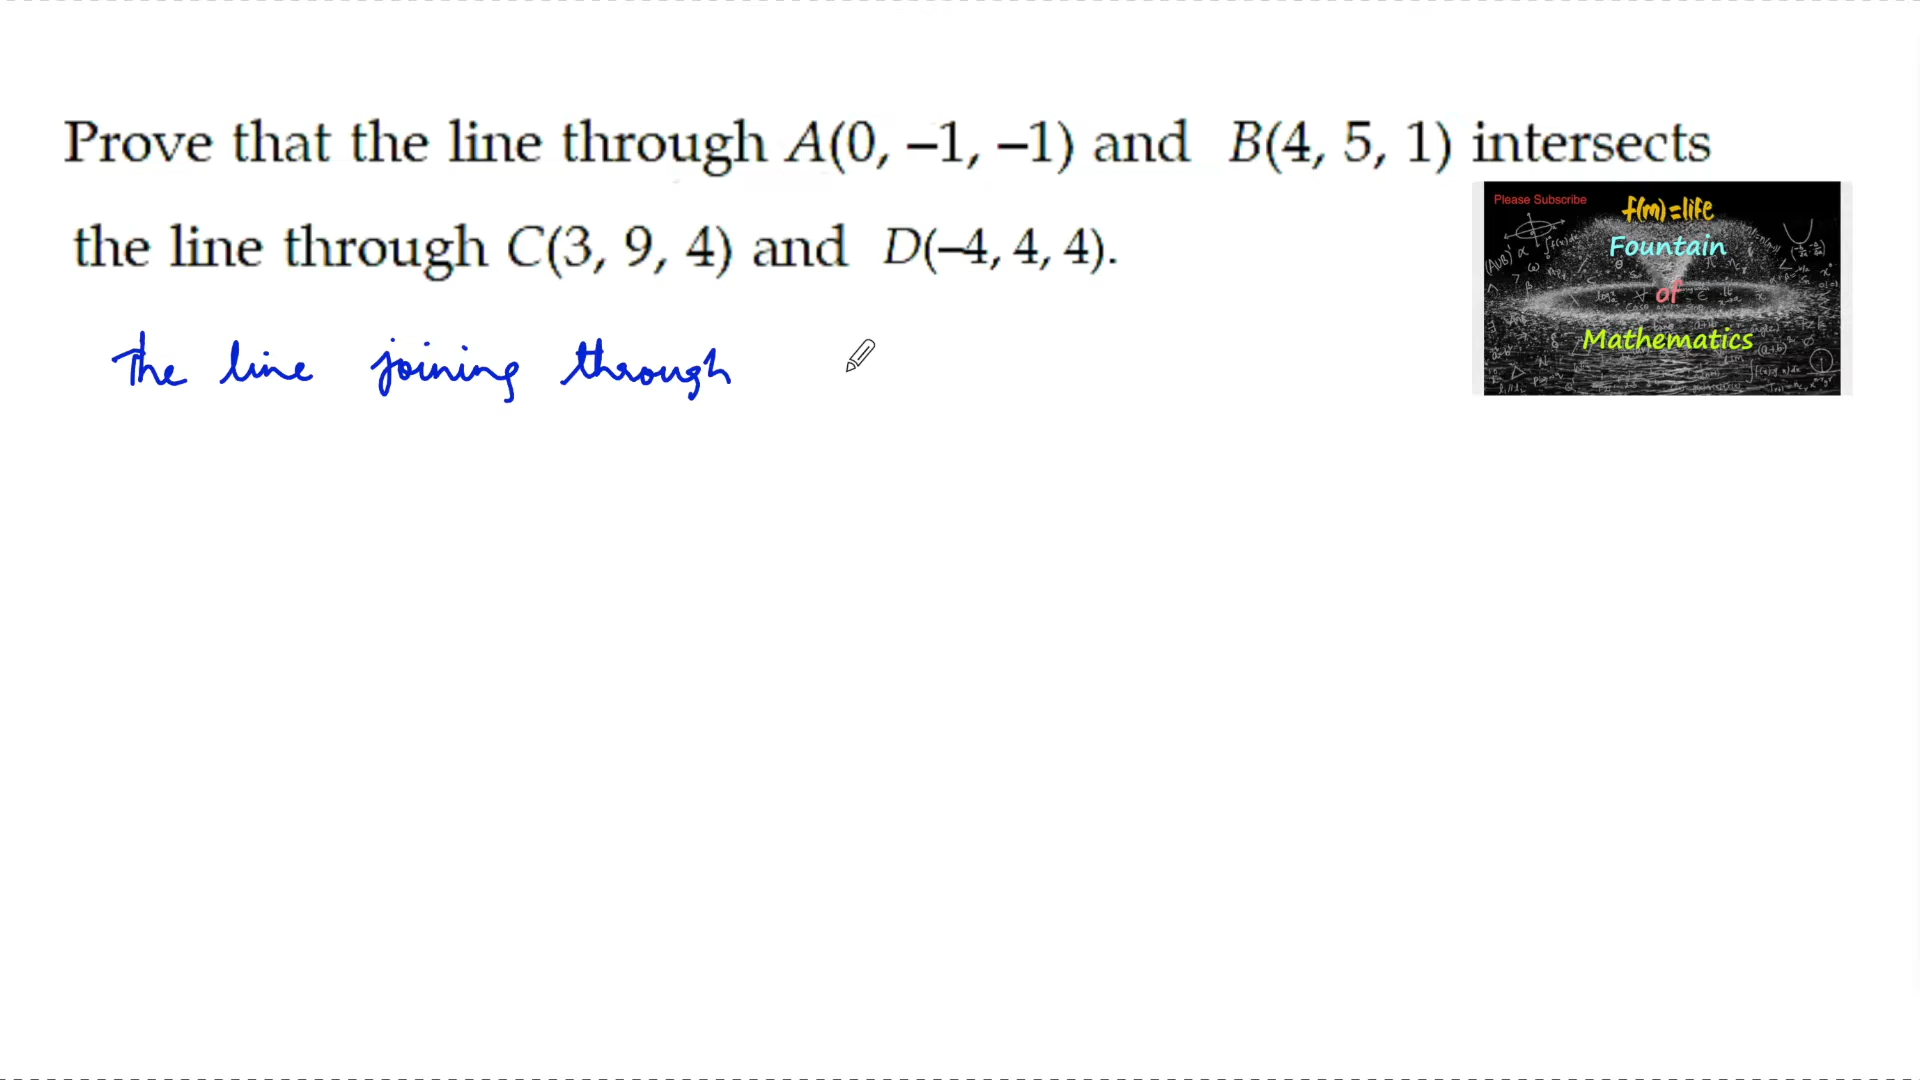 Prove that the line through A(0, –1, –1) and B(4, 5, 1) intersects
the line through C(3, 9, 4) and D(–4, 4, 4).
The line joining through
Please Subscribe
f(m)=life
Fountain
of
Mathematics